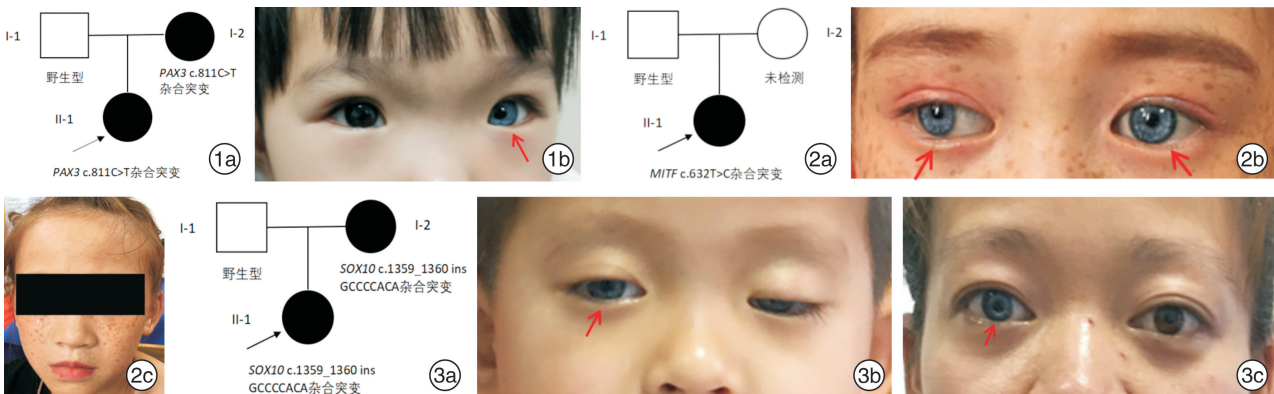 I-1
I-2
野生型
PAX3 c.811C>T
杂合突变
II-1
PAX3 c.811C>T杂合突变
1a
1b
I-1
I-2
野生型
未检测
II-1
MITF c.632T>C杂合突变
2a
2b
2c
I-1
I-2
野生型
SOX10 c.1359_1360 ins
GCCCCACA杂合突变
II-1
SOX10 c.1359_1360 ins
GCCCCACA杂合突变
3a
3b
3c